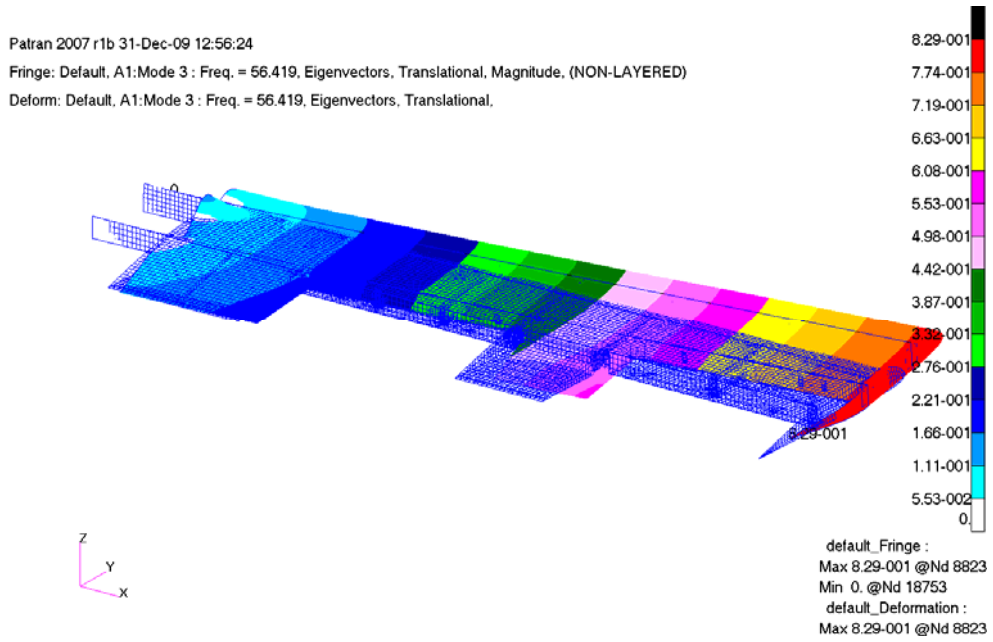 Patran 2007 r1b 31-Dec-09 12:56:24
Fringe: Default, A1:Mode 3 : Freq. = 56.419, Eigenvectors, Translational, Magnitude, (NON-LAYERED)
Deform: Default, A1:Mode 3 : Freq. = 56.419, Eigenvectors, Translational,
8.29-001
7.74-001
7.19-001
6.63-001
6.08-001
5.53-001
4.98-001
4.42-001
3.87-001
3.32-001
2.76-001
2.21-001
1.66-001
1.11-001
5.53-002
0.
0
8.29-001
Z
Y
X
default_Fringe :
Max 8.29-001 @Nd 8823
Min 0. @Nd 18753
default_Deformation :
Max 8.29-001 @Nd 8823